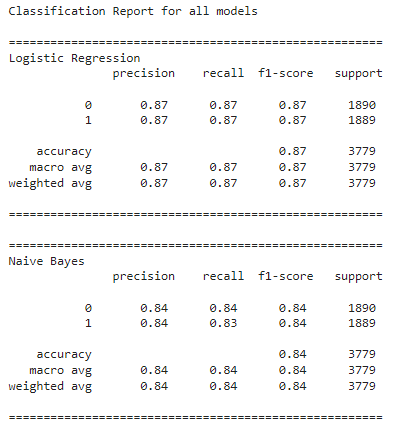 Classification Report for all models
======================================================
Logistic Regression
precision recall f1-score support
0 0.87 0.87 0.87 1890
1 0.87 0.87 0.87 1889
accuracy 0.87 3779
macro avg 0.87 0.87 0.87 3779
weighted avg 0.87 0.87 0.87 3779
======================================================
======================================================
Naive Bayes
precision recall f1-score support
0 0.84 0.84 0.84 1890
1 0.84 0.83 0.84 1889
accuracy 0.84 3779
macro avg 0.84 0.84 0.84 3779
weighted avg 0.84 0.84 0.84 3779
======================================================